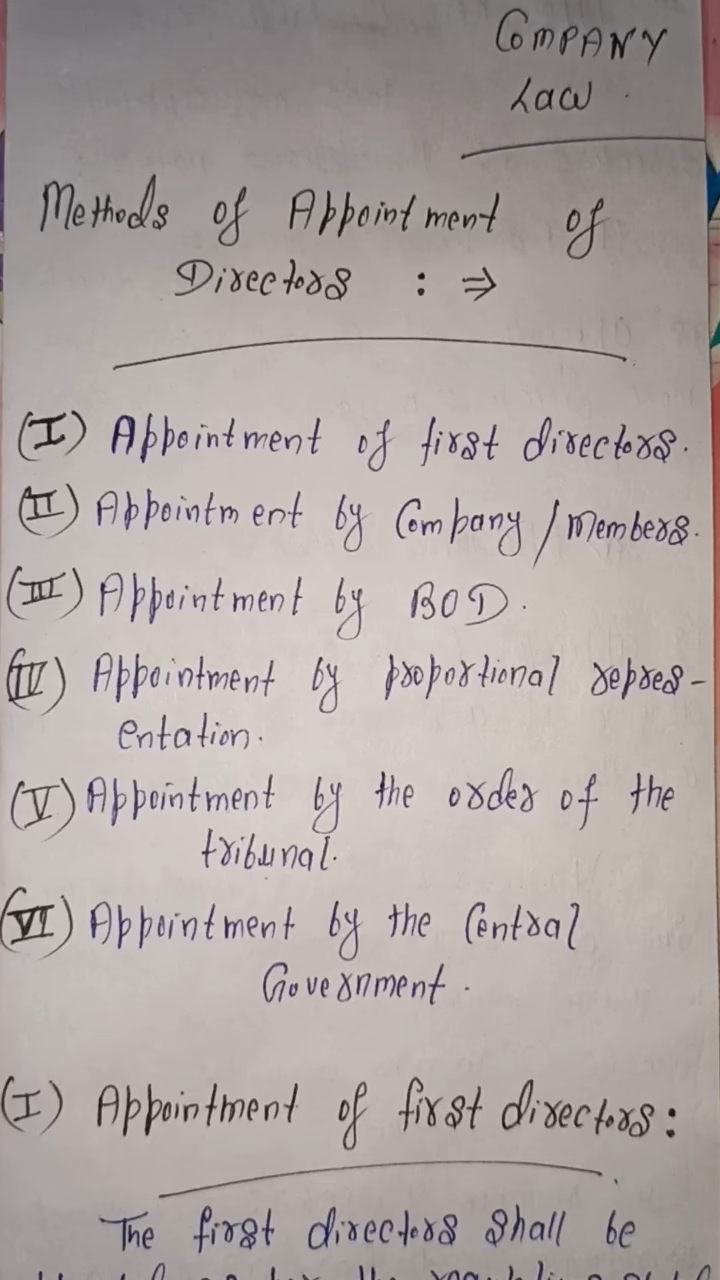 COMPANY
Law.
Methods of Appointment of
Directors : ⇒
(I) Appointment of first directors.
(II) Appointment by Company/Members.
(III) Appointment by BOD.
(IV) Appointment by proportional repres-
entation.
(V) Appointment by the order of the
tribunal.
(VI) Appointment by the Central
Government.
(I) Appointment of first directors:
The first directors shall be